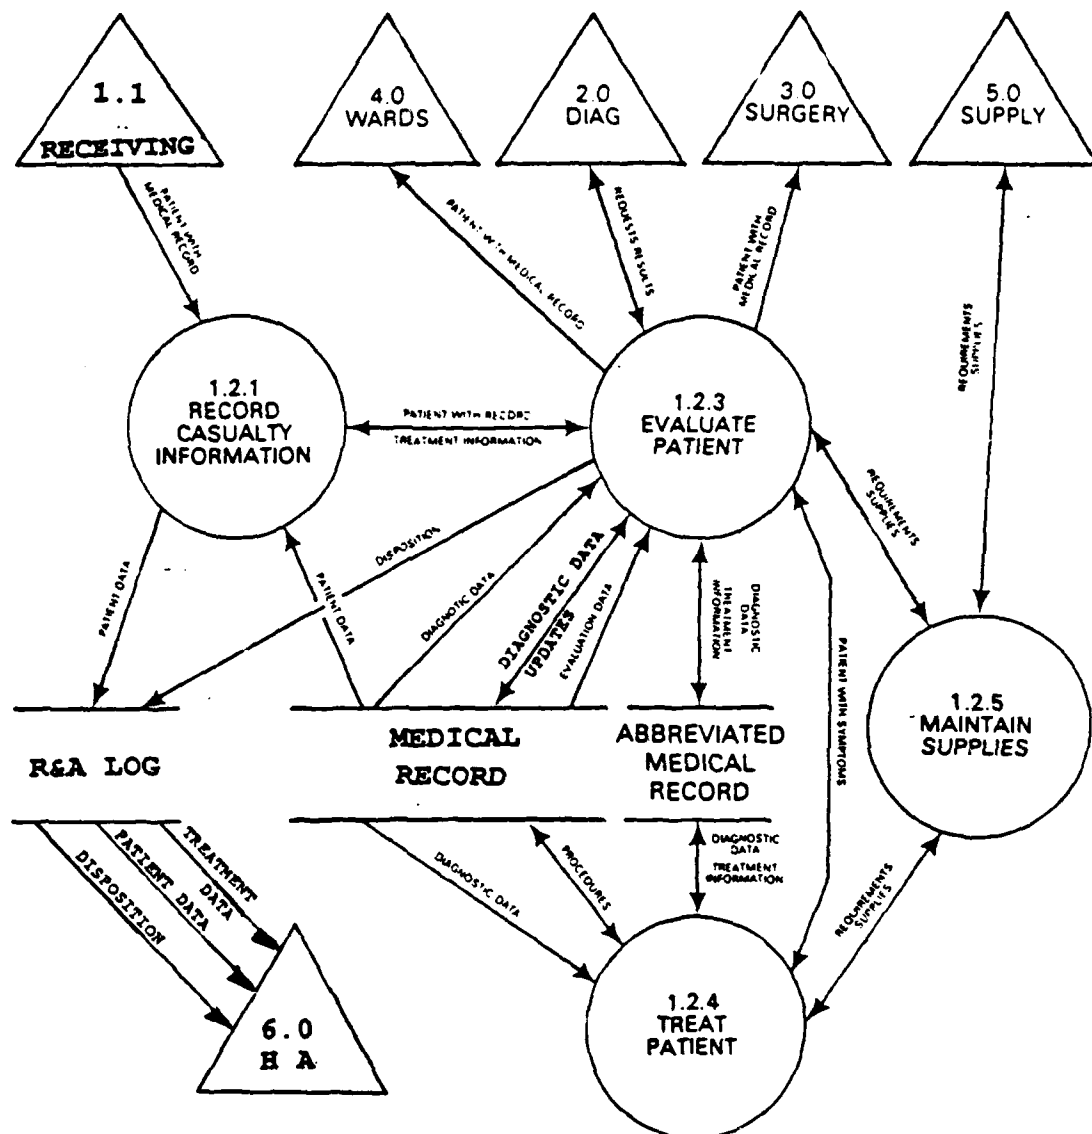 1.1
RECEIVING
4.0
WARDS
2.0
DIAG
3.0
SURGERY
5.0
SUPPLY
PATIENT WITH
MEDICAL RECORD
PATIENT WITH MEDICAL RECORD
REQUESTS RESULTS
PATIENT WITH
MEDICAL RECORD
REQUIREMENTS
SUPPLIES
1.2.1
RECORD
CASUALTY
INFORMATION
PATIENT WITH RECORD
TREATMENT INFORMATION
1.2.3
EVALUATE
PATIENT
REQUIREMENTS
SUPPLIES
PATIENT DATA
DISPOSITION
PATIENT DATA
DIAGNOSTIC DATA
DIAGNOSTIC DATA
UPDATES
EVALUATION DATA
DIAGNOSTIC
DATA
TREATMENT
INFORMATION
PATIENT WITH SYMPTOMS
1.2.5
MAINTAIN
SUPPLIES
R&A LOG
MEDICAL
RECORD
ABBREVIATED
MEDICAL
RECORD
TREATMENT
DATA
PATIENT DATA
DISPOSITION
DIAGNOSTIC DATA
PROCEDURES
DIAGNOSTIC
DATA
TREATMENT
INFORMATION
REQUIREMENTS
SUPPLIES
6.0
H A
1.2.4
TREAT
PATIENT